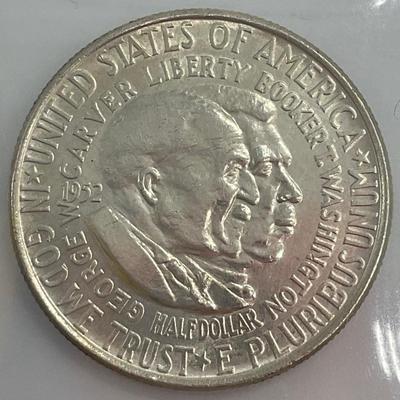 UNITED STATES OF AMERICA
E PLURIBUS UNUM
IN GOD WE TRUST
LIBERTY
GEORGE W. CARVER
BOOKER T. WASHINGTON
1952
HALF DOLLAR